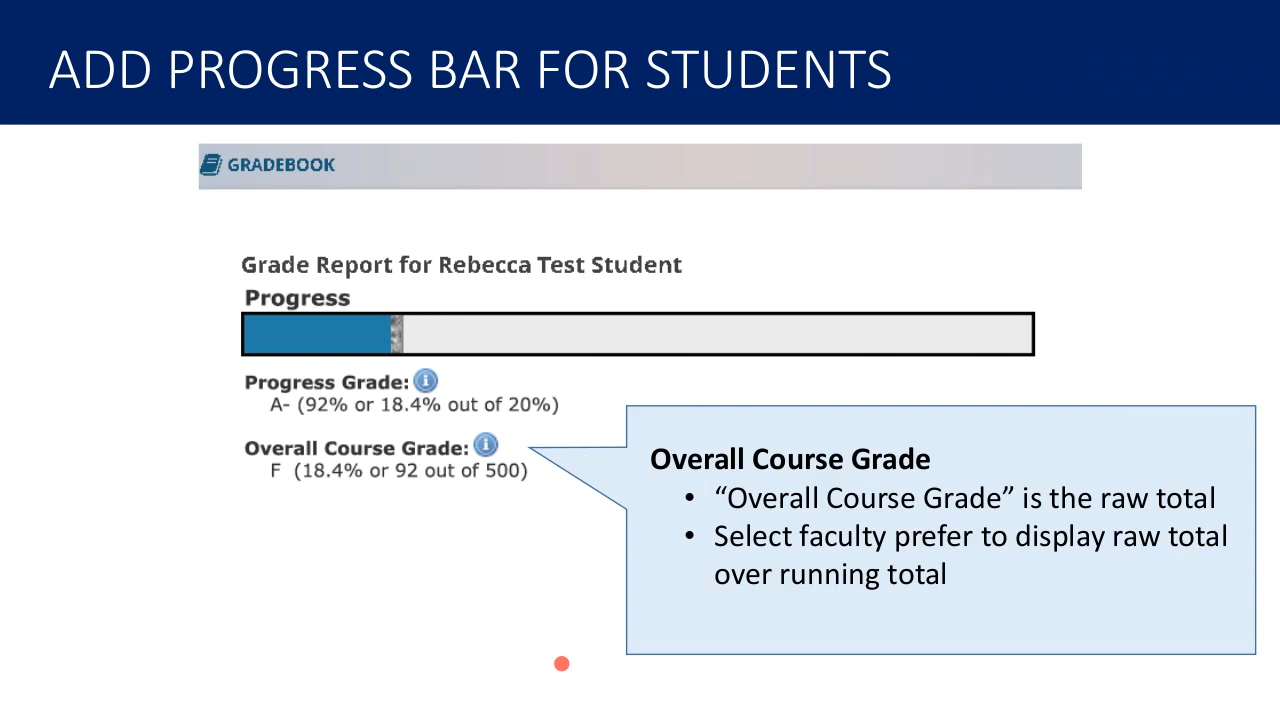 ADD PROGRESS BAR FOR STUDENTS
GRADEBOOK
Grade Report for Rebecca Test Student
Progress
Progress Grade:
A- (92% or 18.4% out of 20%)
Overall Course Grade:
F (18.4% or 92 out of 500)
Overall Course Grade
• “Overall Course Grade” is the raw total
• Select faculty prefer to display raw total
over running total